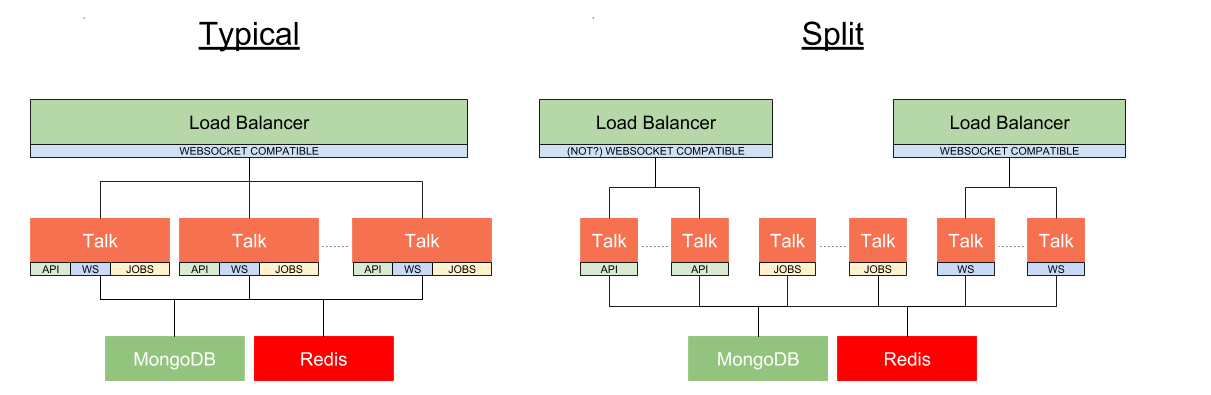 Typical
Load Balancer
WEBSOCKET COMPATIBLE
Talk Talk Talk
API WS JOBS API WS JOBS API WS JOBS
MongoDB Redis
Split
Load Balancer Load Balancer
(NOT?) WEBSOCKET COMPATIBLE WEBSOCKET COMPATIBLE
Talk Talk Talk Talk Talk Talk
API API JOBS JOBS WS WS
MongoDB Redis